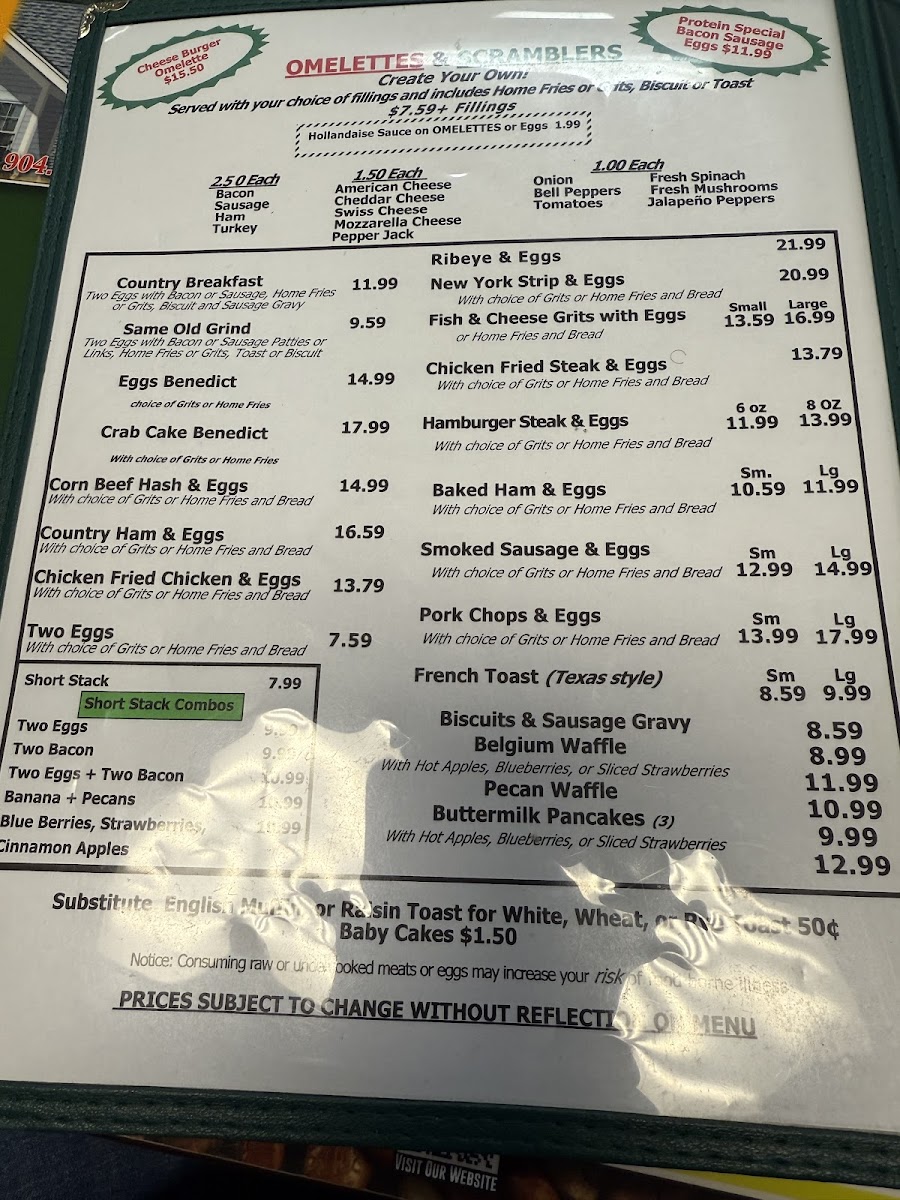 Cheese Burger
Omelette
$15.50
OMELETTES & SCRAMBLERS
Protein Special
Bacon Sausage
Eggs $11.99
Create Your Own!
Served with your choice of fillings and includes Home Fries or Grits, Biscuit or Toast
$7.59+ Fillings
Hollandaise Sauce on OMELETTES or Eggs 1.99
904.
2.50 Each
Bacon
Sausage
Ham
Turkey
1.50 Each
American Cheese
Cheddar Cheese
Swiss Cheese
Mozzarella Cheese
Pepper Jack
1.00 Each
Onion
Bell Peppers
Tomatoes
Fresh Spinach
Fresh Mushrooms
Jalapeño Peppers
Country Breakfast 11.99
Two Eggs with Bacon or Sausage, Home Fries
or Grits, Biscuit and Sausage Gravy
Same Old Grind 9.59
Two Eggs with Bacon or Sausage Patties or
Links, Home Fries or Grits, Toast or Biscuit
Eggs Benedict 14.99
choice of Grits or Home Fries
Crab Cake Benedict 17.99
With choice of Grits or Home Fries
Corn Beef Hash & Eggs 14.99
With choice of Grits or Home Fries and Bread
Country Ham & Eggs 16.59
With choice of Grits or Home Fries and Bread
Chicken Fried Chicken & Eggs 13.79
With choice of Grits or Home Fries and Bread
Two Eggs 7.59
With choice of Grits or Home Fries and Bread
Short Stack 7.99
Short Stack Combos
Two Eggs
Two Bacon
Two Eggs + Two Bacon 10.99
Banana + Pecans
Blue Berries, Strawberries,
Cinnamon Apples
Ribeye & Eggs 21.99
New York Strip & Eggs 20.99
With choice of Grits or Home Fries and Bread
Small Large
Fish & Cheese Grits with Eggs 13.59 16.99
or Home Fries and Bread
Chicken Fried Steak & Eggs 13.79
With choice of Grits or Home Fries and Bread
6 oz 8 OZ
Hamburger Steak & Eggs 11.99 13.99
With choice of Grits or Home Fries and Bread
Sm. Lg
Baked Ham & Eggs 10.59 11.99
With choice of Grits or Home Fries and Bread
Smoked Sausage & Eggs Sm Lg
With choice of Grits or Home Fries and Bread 12.99 14.99
Pork Chops & Eggs Sm Lg
With choice of Grits or Home Fries and Bread 13.99 17.99
French Toast (Texas style) Sm Lg
8.59 9.99
Biscuits & Sausage Gravy 8.59
Belgium Waffle 8.99
With Hot Apples, Blueberries, or Sliced Strawberries 11.99
Pecan Waffle 10.99
Buttermilk Pancakes (3) 9.99
With Hot Apples, Blueberries, or Sliced Strawberries 12.99
Substitute English Muffin or Raisin Toast for White, Wheat, or Rye Toast 50¢
Baby Cakes $1.50
Notice: Consuming raw or undercooked meats or eggs may increase your risk of food borne illness
PRICES SUBJECT TO CHANGE WITHOUT REFLECTION ON MENU
VISIT OUR WEBSITE